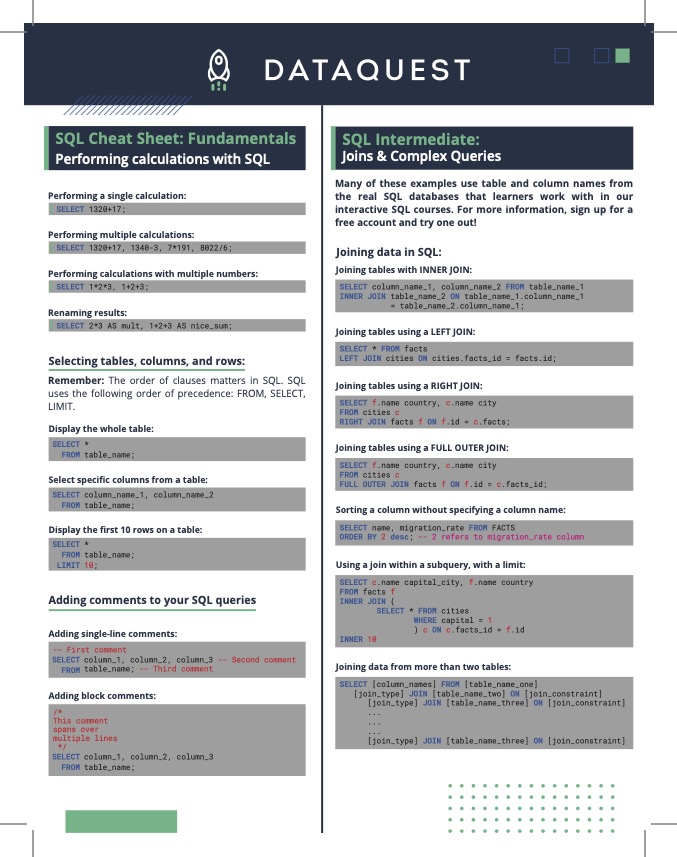 DATAQUEST
SQL Cheat Sheet: Fundamentals
Performing calculations with SQL
Performing a single calculation:
SELECT 1320+17;
Performing multiple calculations:
SELECT 1320+17, 1340-3, 7*191, 8022/6;
Performing calculations with multiple numbers:
SELECT 1*2*3, 1+2+3;
Renaming results:
SELECT 2*3 AS mult, 1+2+3 AS nice_sum;
Selecting tables, columns, and rows:
Remember: The order of clauses matters in SQL. SQL
uses the following order of precedence: FROM, SELECT,
LIMIT.
Display the whole table:
SELECT *
FROM table_name;
Select specific columns from a table:
SELECT column_name_1, column_name_2
FROM table_name;
Display the first 10 rows on a table:
SELECT *
FROM table_name;
LIMIT 10;
Adding comments to your SQL queries
Adding single-line comments:
-- First comment
SELECT column_1, column_2, column_3 -- Second comment
FROM table_name; -- Third comment
Adding block comments:
/*
This comment
spans over
multiple lines
*/
SELECT column_1, column_2, column_3
FROM table_name;
SQL Intermediate:
Joins & Complex Queries
Many of these examples use table and column names from
the real SQL databases that learners work with in our
interactive SQL courses. For more information, sign up for a
free account and try one out!
Joining data in SQL:
Joining tables with INNER JOIN:
SELECT column_name_1, column_name_2 FROM table_name_1
INNER JOIN table_name_2 ON table_name_1.column_name_1
= table_name_2.column_name_1;
Joining tables using a LEFT JOIN:
SELECT * FROM facts
LEFT JOIN cities ON cities.facts_id = facts.id;
Joining tables using a RIGHT JOIN:
SELECT f.name country, c.name city
FROM cities c
RIGHT JOIN facts f ON f.id = c.facts;
Joining tables using a FULL OUTER JOIN:
SELECT f.name country, c.name city
FROM cities c
FULL OUTER JOIN facts f ON f.id = c.facts_id;
Sorting a column without specifying a column name:
SELECT name, migration_rate FROM FACTS
ORDER BY 2 desc; -- 2 refers to migration_rate column
Using a join within a subquery, with a limit:
SELECT c.name capital_city, f.name country
FROM facts f
INNER JOIN (
SELECT * FROM cities
WHERE capital = 1
) c ON c.facts_id = f.id
INNER 10
Joining data from more than two tables:
SELECT [column_names] FROM [table_name_one]
[join_type] JOIN [table_name_two] ON [join_constraint]
[join_type] JOIN [table_name_three] ON [join_constraint]
...
...
...
[join_type] JOIN [table_name_three] ON [join_constraint]